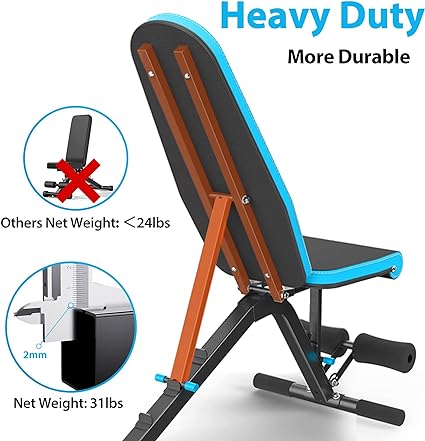 Heavy Duty
More Durable
Others Net Weight: <24lbs
2mm
Net Weight: 31lbs